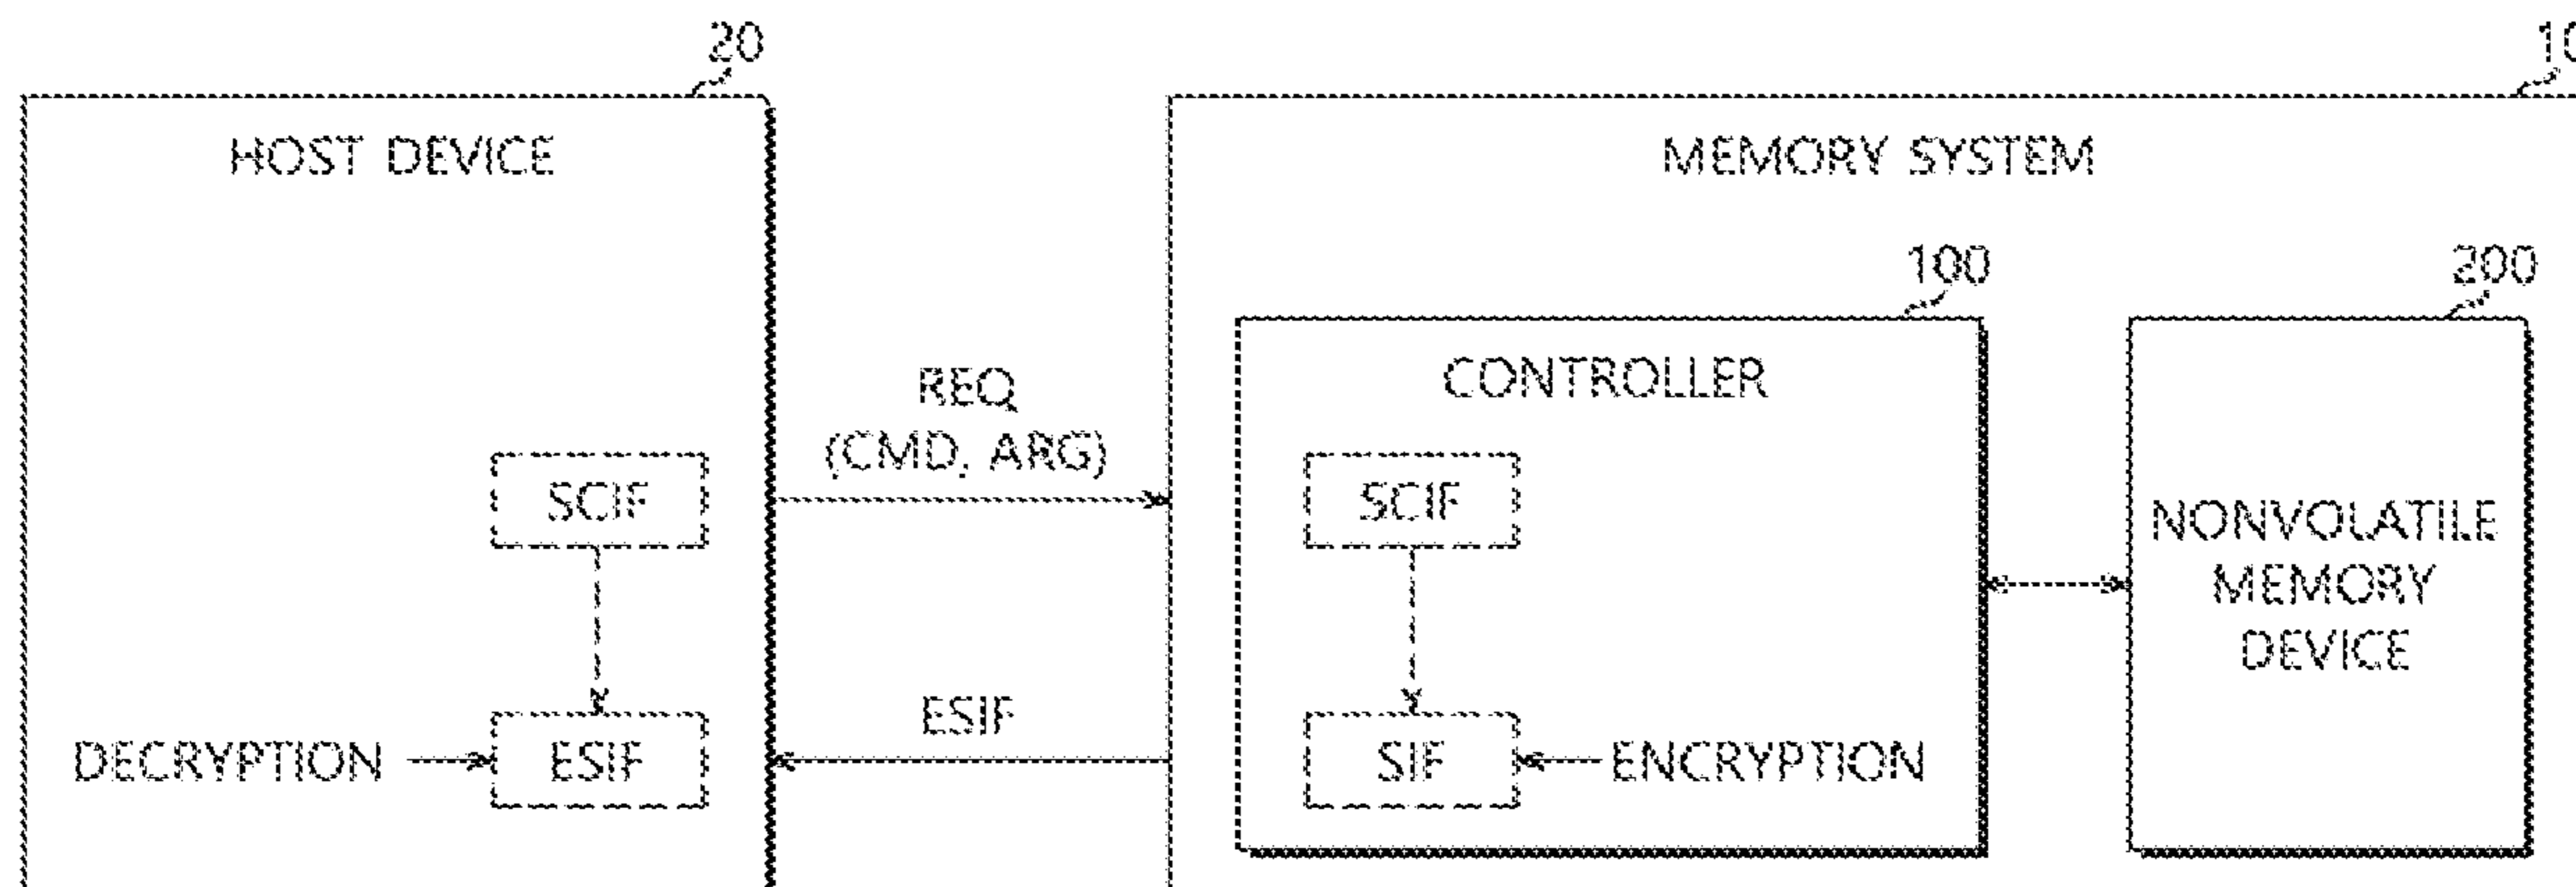 20
10
HOST DEVICE
MEMORY SYSTEM
100
200
CONTROLLER
REQ
(CMD, ARG)
SCIF
SCIF
NONVOLATILE
MEMORY
DEVICE
ESIF
DECRYPTION
ESIF
SIF
ENCRYPTION